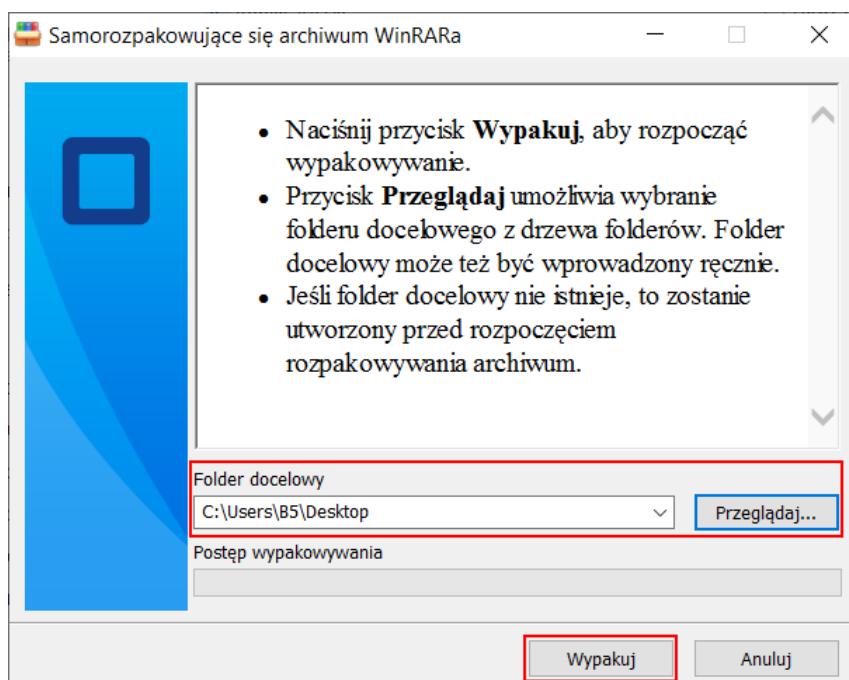 Samorozpakowujące się archiwum WinRARa
• Naciśnij przycisk Wypakuj, aby rozpocząć
wypakowywanie.
• Przycisk Przeglądaj umożliwia wybranie
folderu docelowego z drzewa folderów. Folder
docelowy może też być wprowadzony ręcznie.
• Jeśli folder docelowy nie istnieje, to zostanie
utworzony przed rozpoczęciem
rozpakowywania archiwum.
Folder docelowy
C:\Users\B5\Desktop
Przeglądaj...
Postęp wypakowywania
Wypakuj
Anuluj